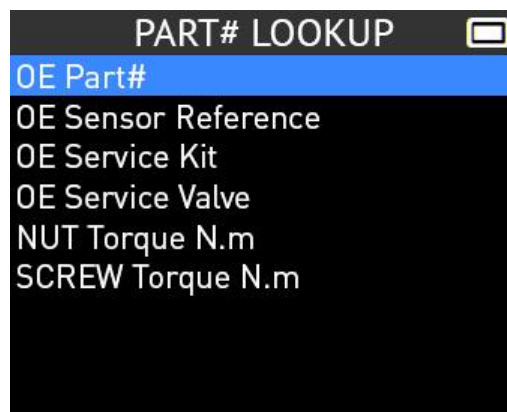 PART# LOOKUP
OE Part#
OE Sensor Reference
OE Service Kit
OE Service Valve
NUT Torque N.m
SCREW Torque N.m